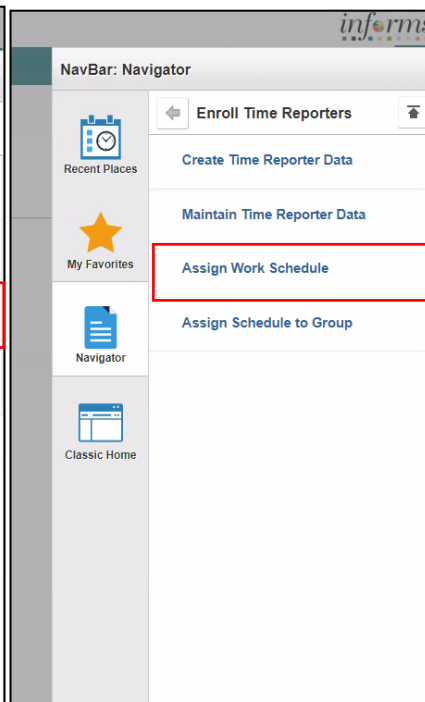 informs
NavBar: Navigator
Recent Places
My Favorites
Navigator
Classic Home
Enroll Time Reporters
Create Time Reporter Data
Maintain Time Reporter Data
Assign Work Schedule
Assign Schedule to Group